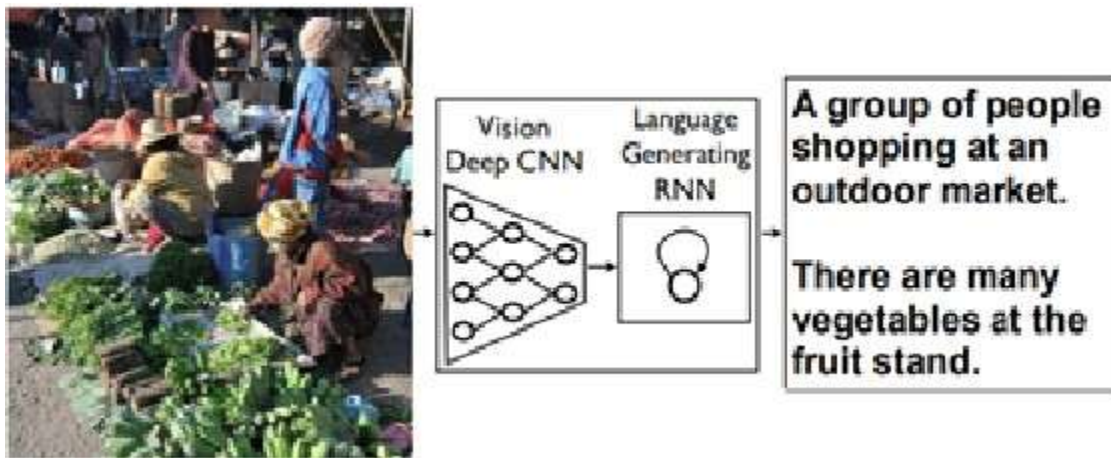 Vision
Deep CNN
Language
Generating
RNN
A group of people
shopping at an
outdoor market.
There are many
vegetables at the
fruit stand.